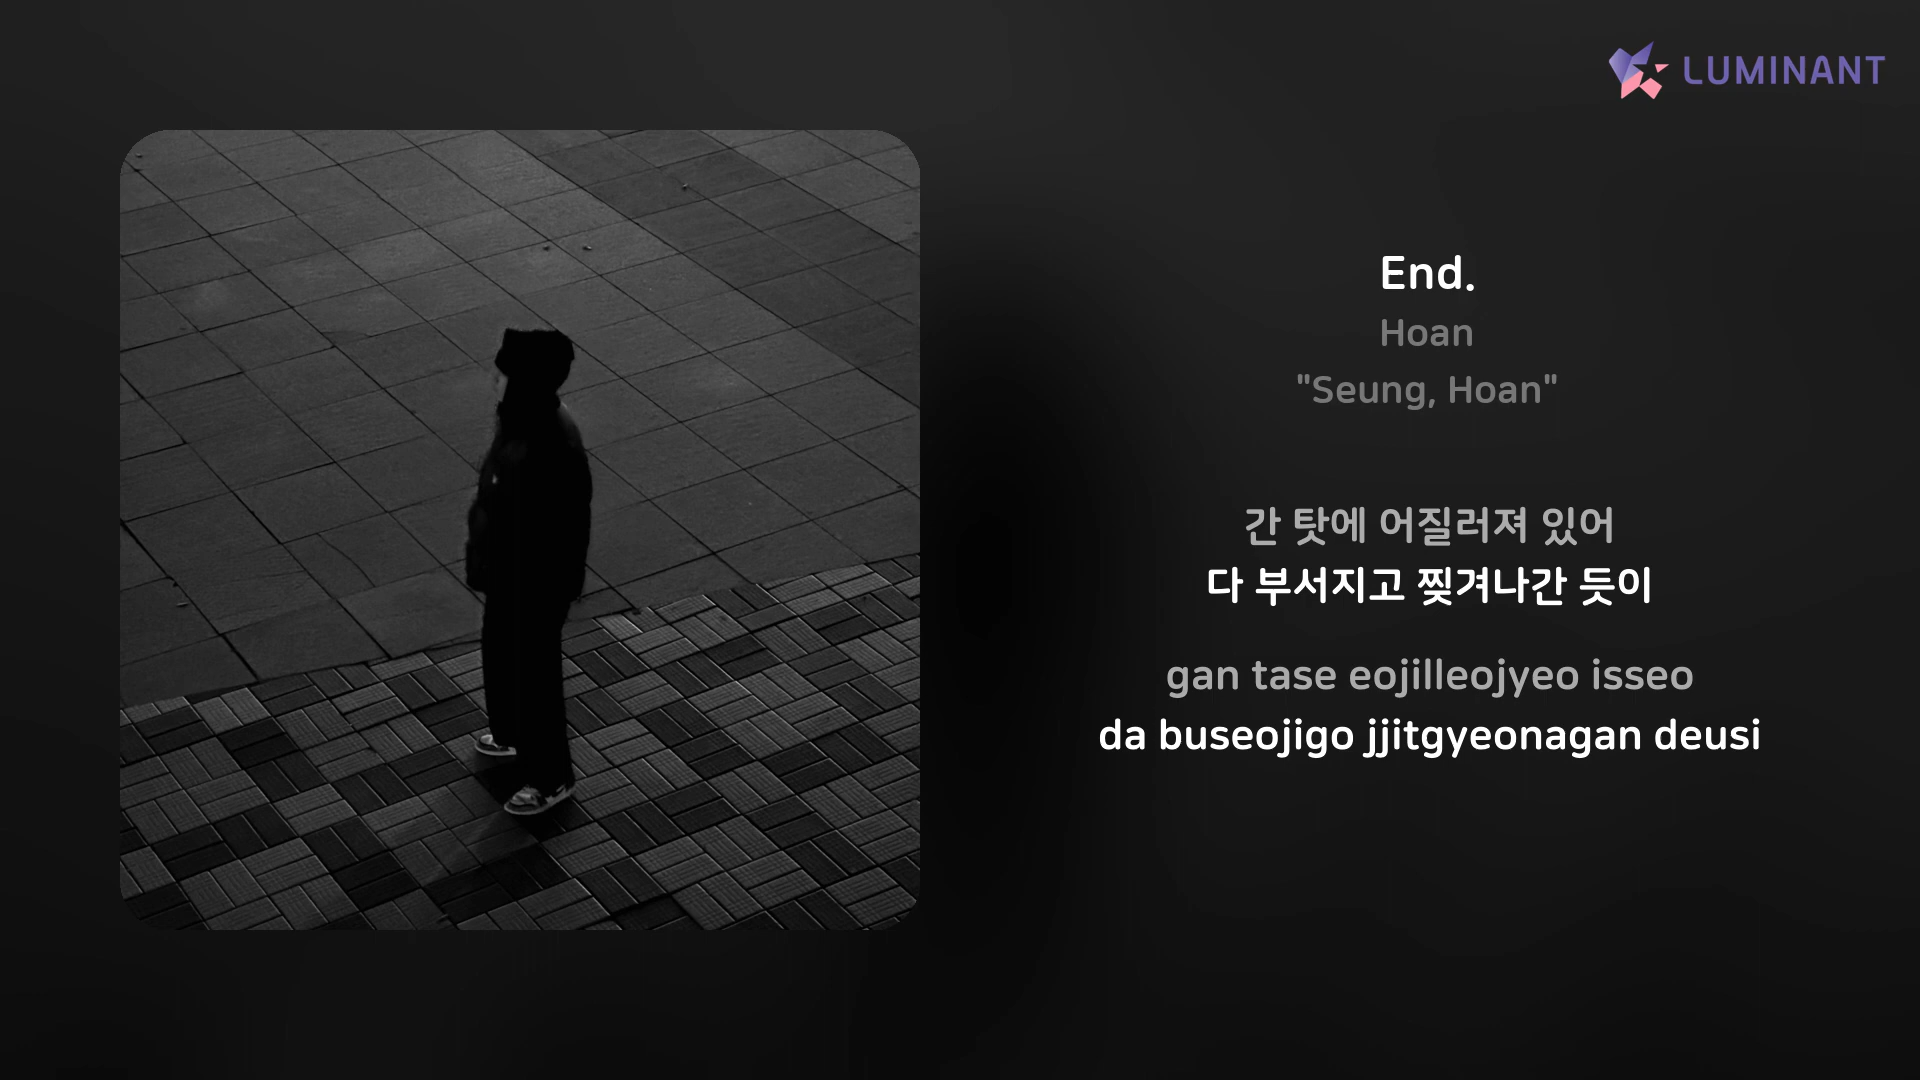 LUMINANT
End.
Hoan
"Seung, Hoan"
간 탓에 어질러져 있어
다 부서지고 찢겨나간 듯이
gan tase eojilleojyeo isseo
da buseojigo jjitgyeonagan deusi